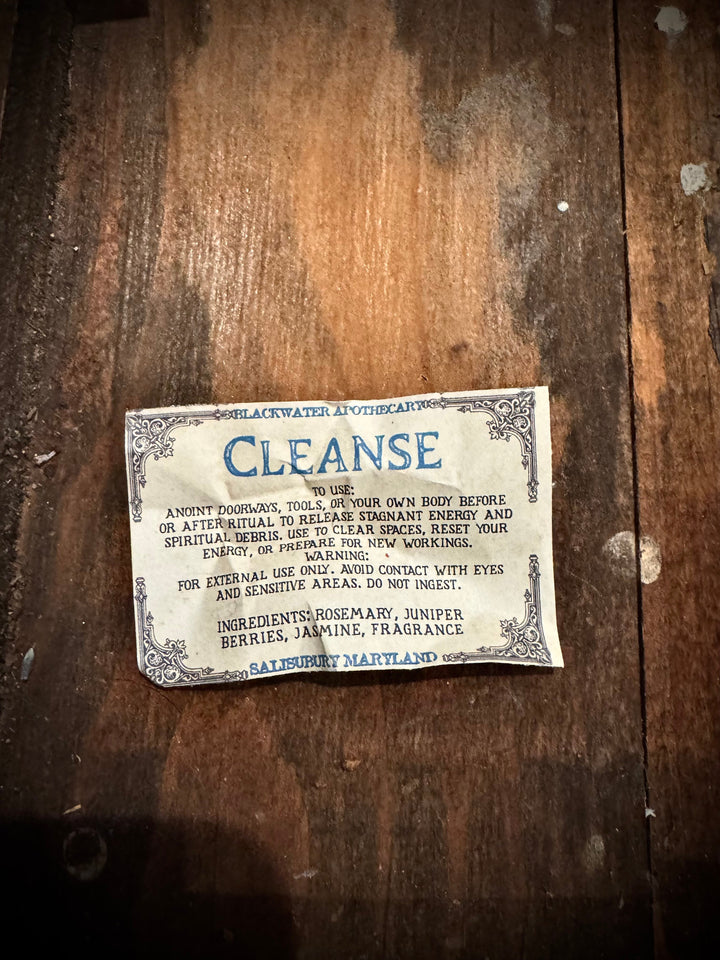 BLACKWATER APOTHECARY
CLEANSE
TO USE:
ANOINT DOORWAYS, TOOLS, OR YOUR OWN BODY BEFORE
OR AFTER RITUAL TO RELEASE STAGNANT ENERGY AND
SPIRITUAL DEBRIS. USE TO CLEAR SPACES, RESET YOUR
ENERGY, OR PREPARE FOR NEW WORKINGS.
WARNING:
FOR EXTERNAL USE ONLY. AVOID CONTACT WITH EYES
AND SENSITIVE AREAS. DO NOT INGEST.
INGREDIENTS: ROSEMARY, JUNIPER
BERRIES, JASMINE, FRAGRANCE
SALISUBURY MARYLAND